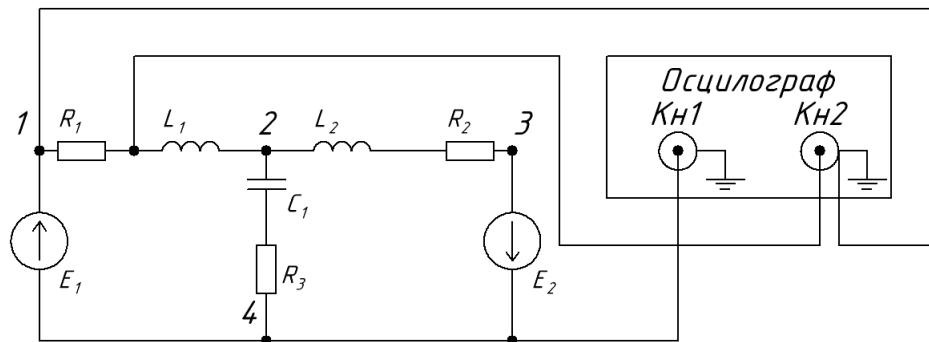 Осцилограф
Кн1 Кн2
1 R₁ L₁ 2 L₂ R₂ 3
C₁
E₁ R₃ E₂
4